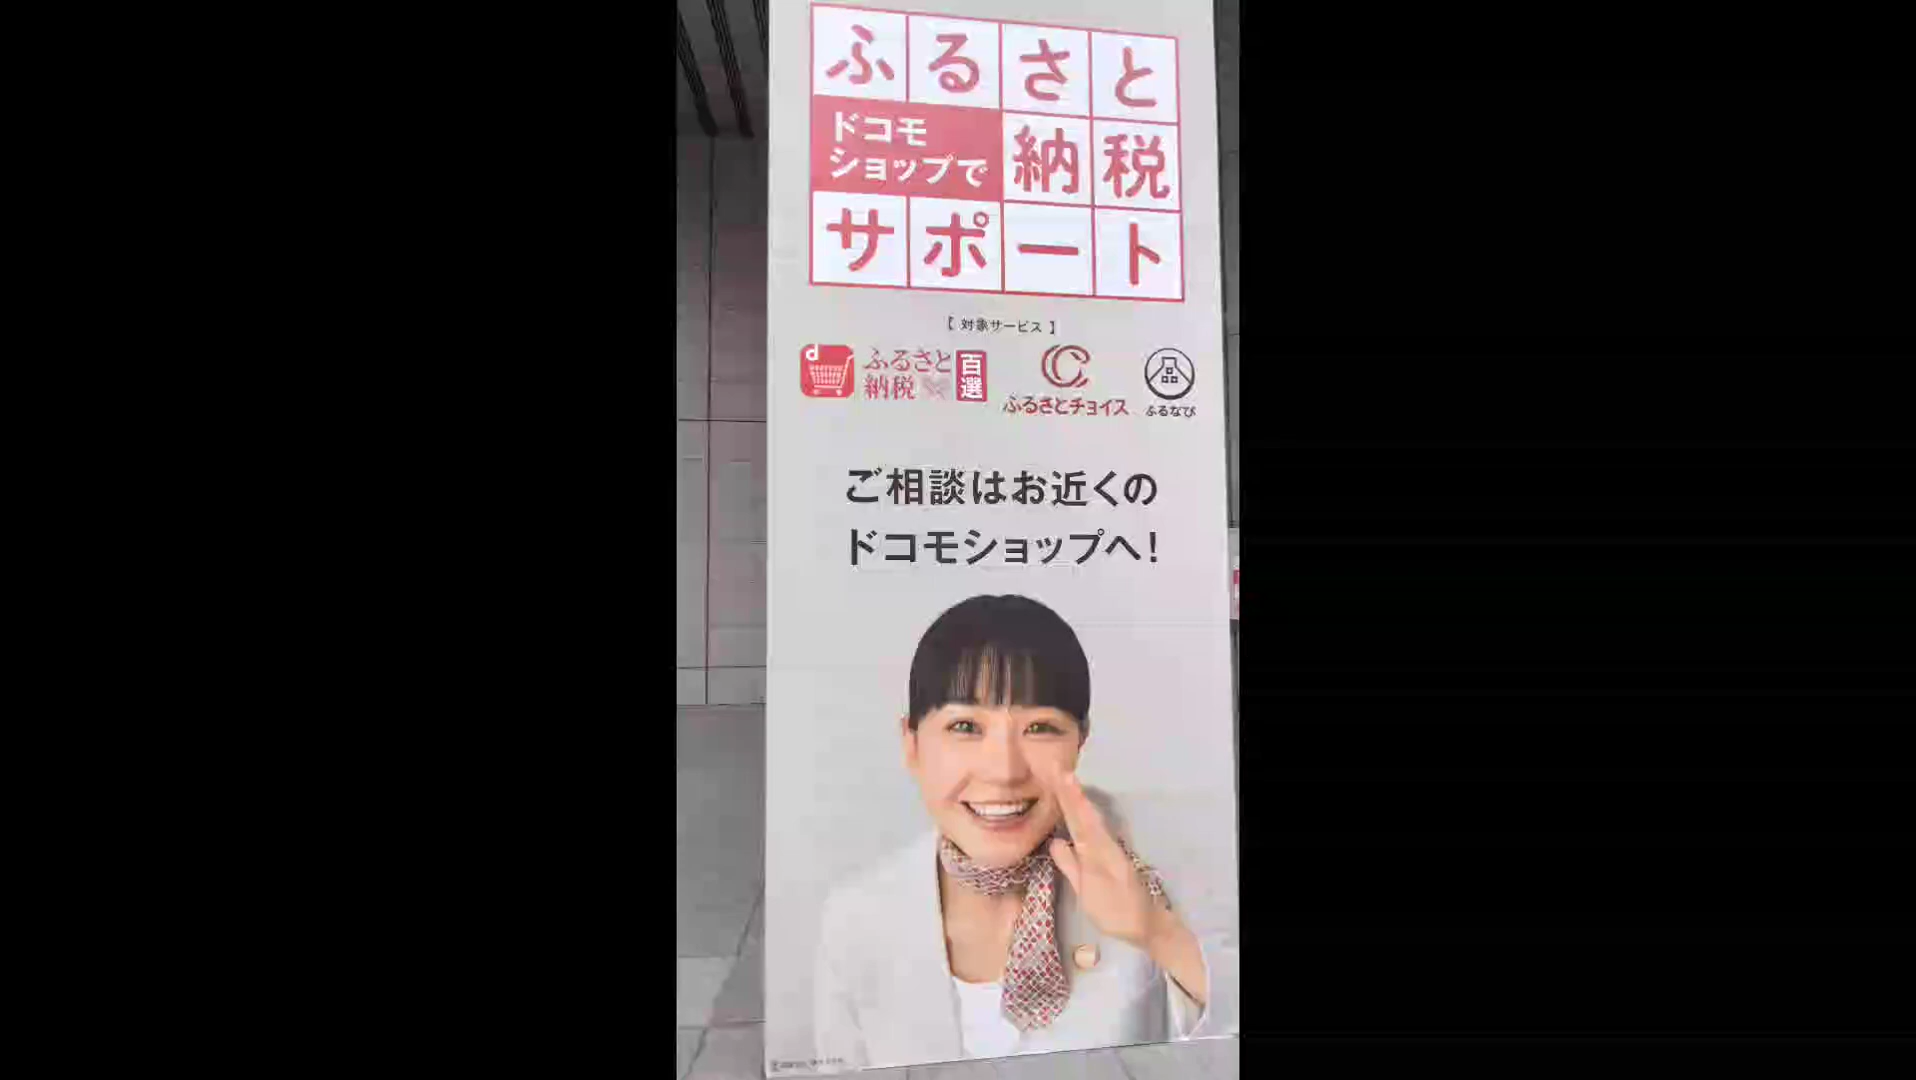 ふるさと
ドコモ
ショップで
納税
サポート
【 対象サービス 】
d
ふるさと
納税
百選
ふるさとチョイス
ふるなび
ご相談はお近くの
ドコモショップへ!